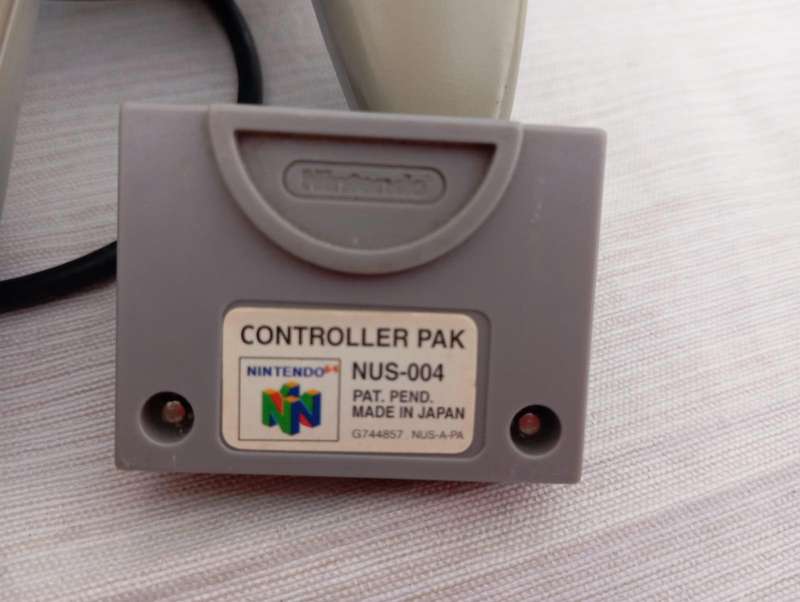 Nintendo
CONTROLLER PAK
NINTENDO64
NUS-004
PAT. PEND.
MADE IN JAPAN
G744857 . NUS-A-PA